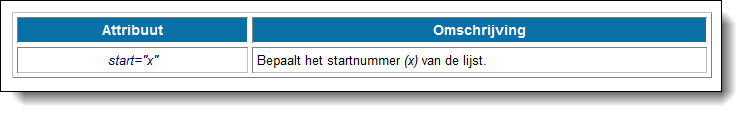 Attribuut Omschrijving
start="x" Bepaalt het startnummer (x) van de lijst.